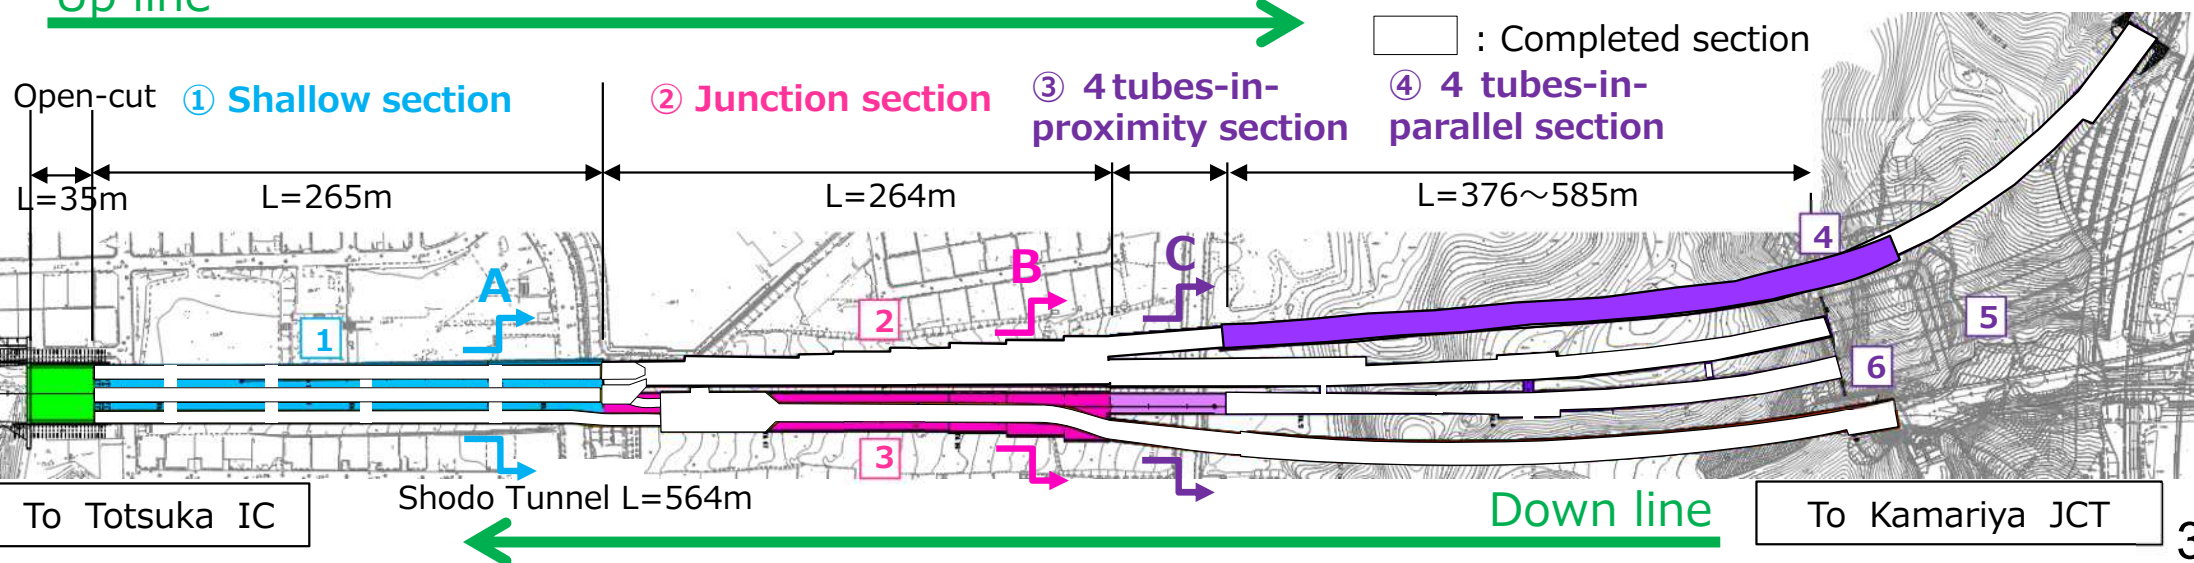 Up line
: Completed section
Open-cut
① Shallow section
② Junction section
③ 4 tubes-in-
proximity section
④ 4 tubes-in-
parallel section
L=35m
L=265m
L=264m
L=376～585m
A
B
C
1
2
3
4
5
6
To Totsuka IC
Shodo Tunnel L=564m
Down line
To Kamariya JCT
3